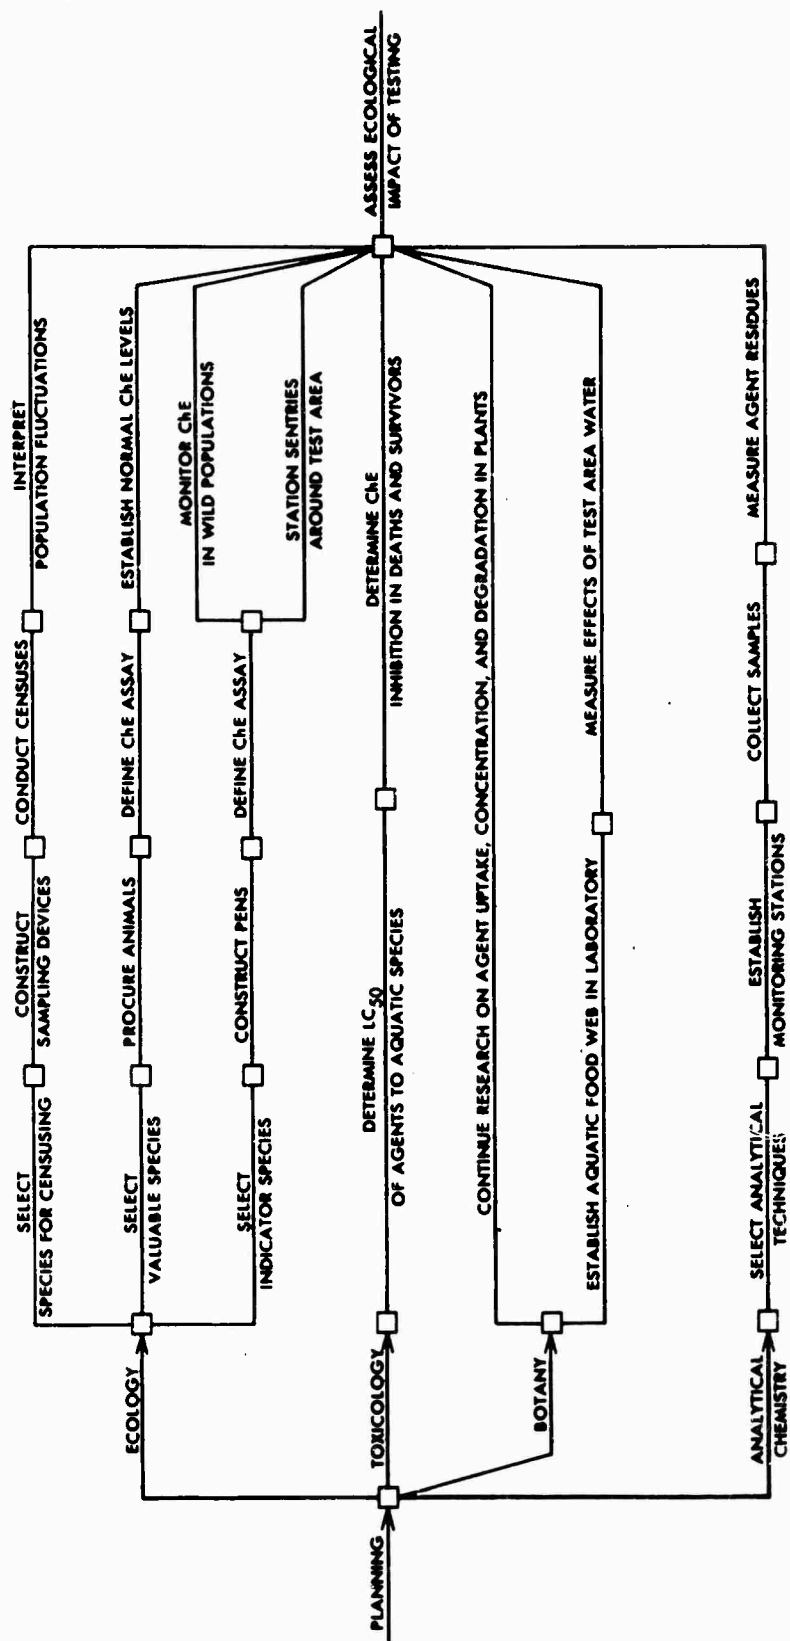 PLANNING
ECOLOGY
TOXICOLOGY
BOTANY
ANALYTICAL
CHEMISTRY
SELECT
SPECIES FOR CENSUSING
CONSTRUCT
SAMPLING DEVICES
CONDUCT CENSUSES
INTERPRET
POPULATION FLUCTUATIONS
SELECT
VALUABLE SPECIES
PROCURE ANIMALS
DEFINE ChE ASSAY
ESTABLISH NORMAL ChE LEVELS
SELECT
INDICATOR SPECIES
CONSTRUCT PENS
DEFINE ChE ASSAY
MONITOR ChE
IN WILD POPULATIONS
STATION SENTRIES
AROUND TEST AREA
DETERMINE LC50
OF AGENTS TO AQUATIC SPECIES
DETERMINE ChE
INHIBITION IN DEATHS AND SURVIVORS
CONTINUE RESEARCH ON AGENT UPTAKE, CONCENTRATION, AND DEGRADATION IN PLANTS
ESTABLISH AQUATIC FOOD WEB IN LABORATORY
MEASURE EFFECTS OF TEST AREA WATER
SELECT ANALYTICAL
TECHNIQUES
ESTABLISH
MONITORING STATIONS
COLLECT SAMPLES
MEASURE AGENT RESIDUES
ASSESS ECOLOGICAL
IMPACT OF TESTING